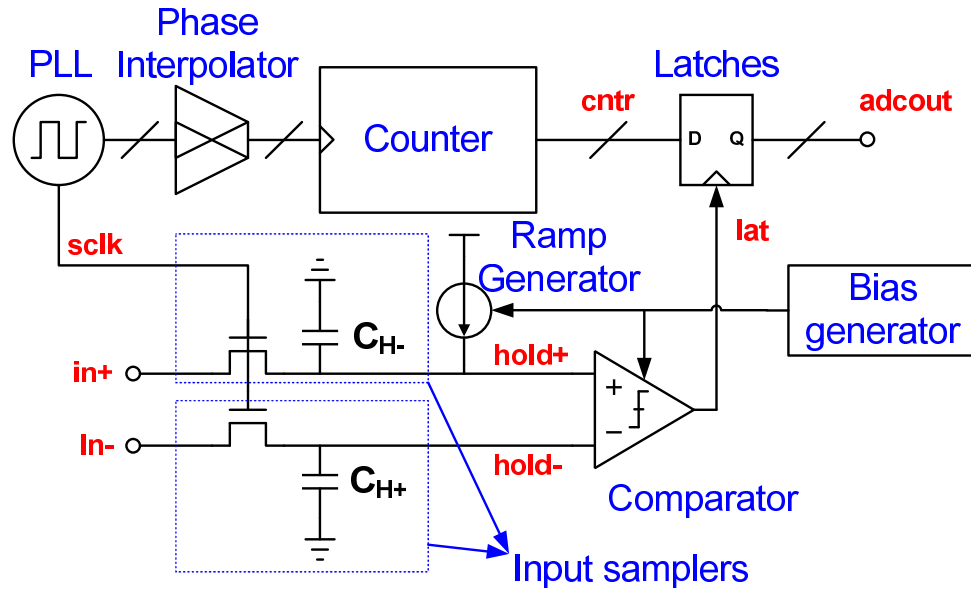 Phase
PLL Interpolator
Latches
cntr
adcout
Counter
D Q
sclk
lat
Ramp
Generator
Bias
generator
CH-
in+
hold+
+
In-
−
hold-
CH+
Comparator
Input samplers